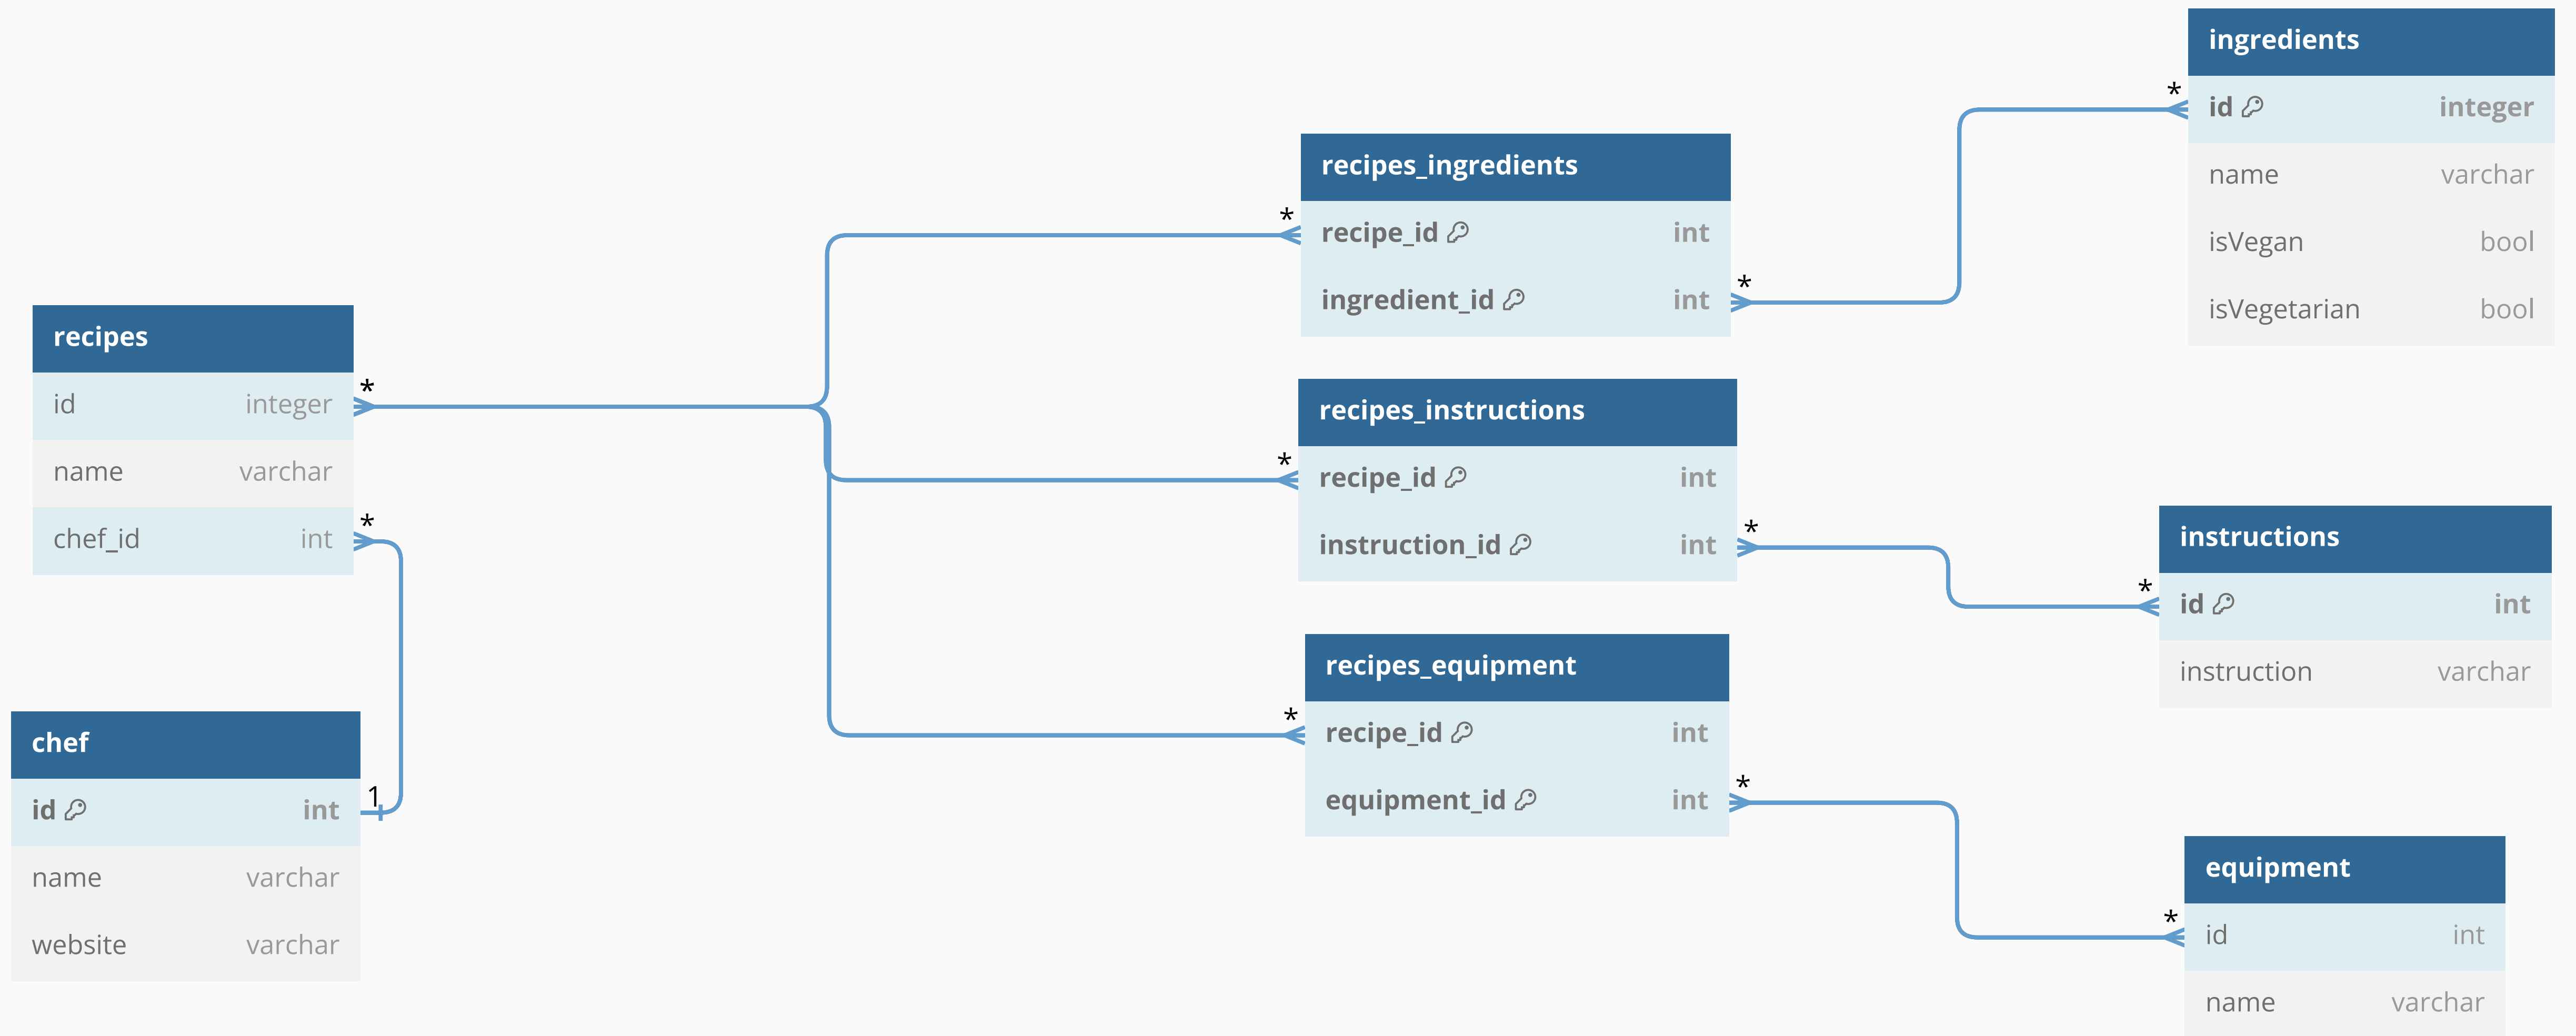 recipes
id integer
name varchar
chef_id int
*
*
chef
id int
name varchar
website varchar
1
recipes_ingredients
recipe_id int
ingredient_id int
*
*
recipes_instructions
recipe_id int
instruction_id int
*
*
recipes_equipment
recipe_id int
equipment_id int
*
*
ingredients
id integer
name varchar
isVegan bool
isVegetarian bool
*
instructions
id int
instruction varchar
*
equipment
id int
name varchar
*